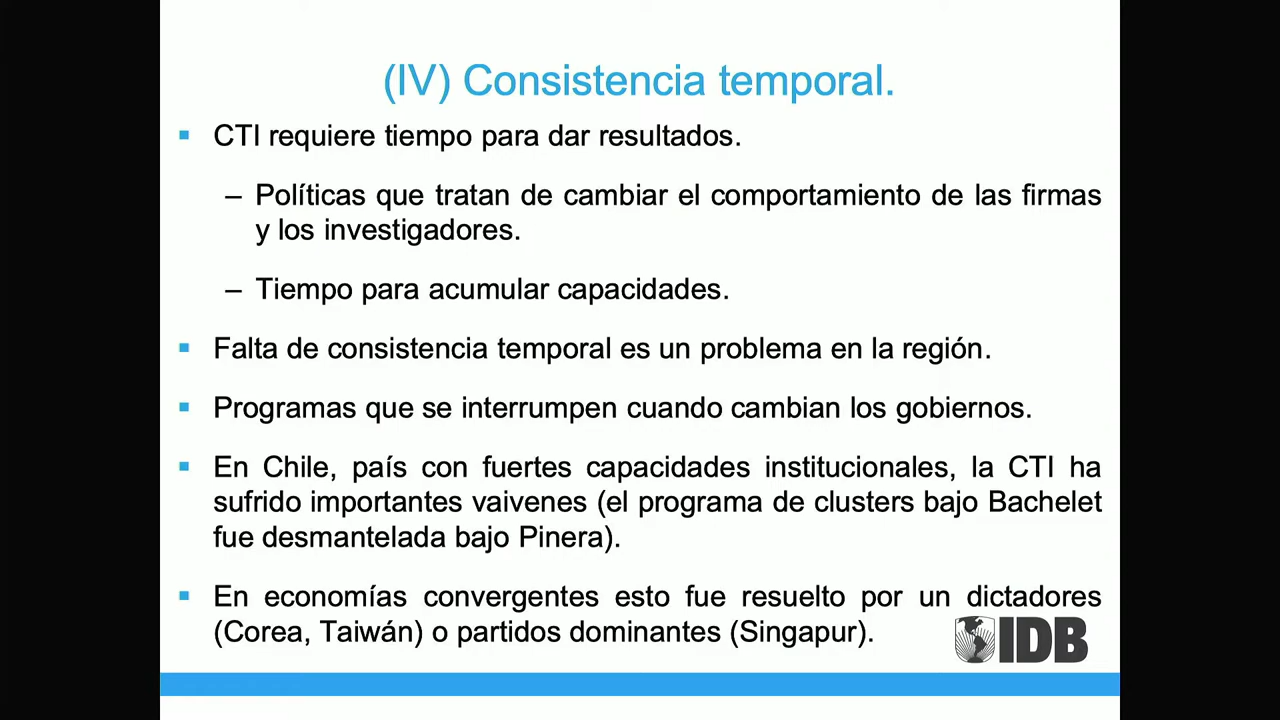 (IV) Consistencia temporal.
▪ CTI requiere tiempo para dar resultados.
– Políticas que tratan de cambiar el comportamiento de las firmas
y los investigadores.
– Tiempo para acumular capacidades.
▪ Falta de consistencia temporal es un problema en la región.
▪ Programas que se interrumpen cuando cambian los gobiernos.
▪ En Chile, país con fuertes capacidades institucionales, la CTI ha
sufrido importantes vaivenes (el programa de clusters bajo Bachelet
fue desmantelada bajo Pinera).
▪ En economías convergentes esto fue resuelto por un dictadores
(Corea, Taiwán) o partidos dominantes (Singapur).
IDB